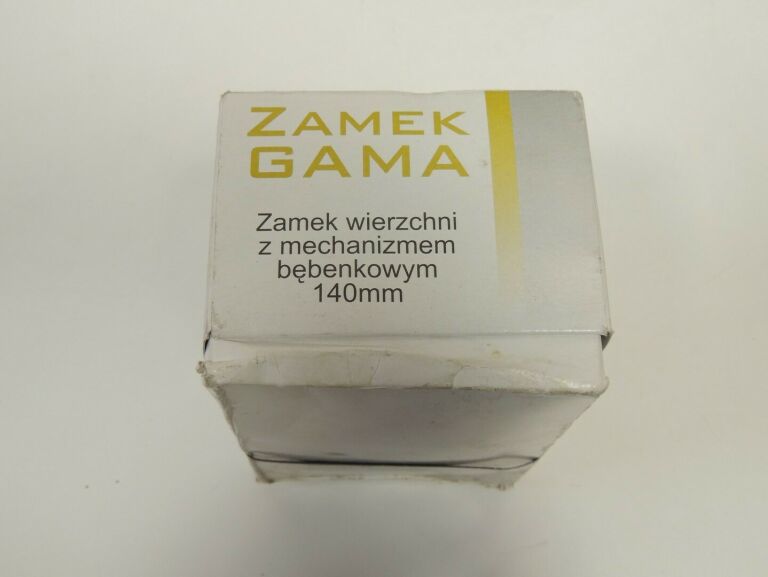 ZAMEK
GAMA
Zamek wierzchni
z mechanizmem
bębenkowym
140mm